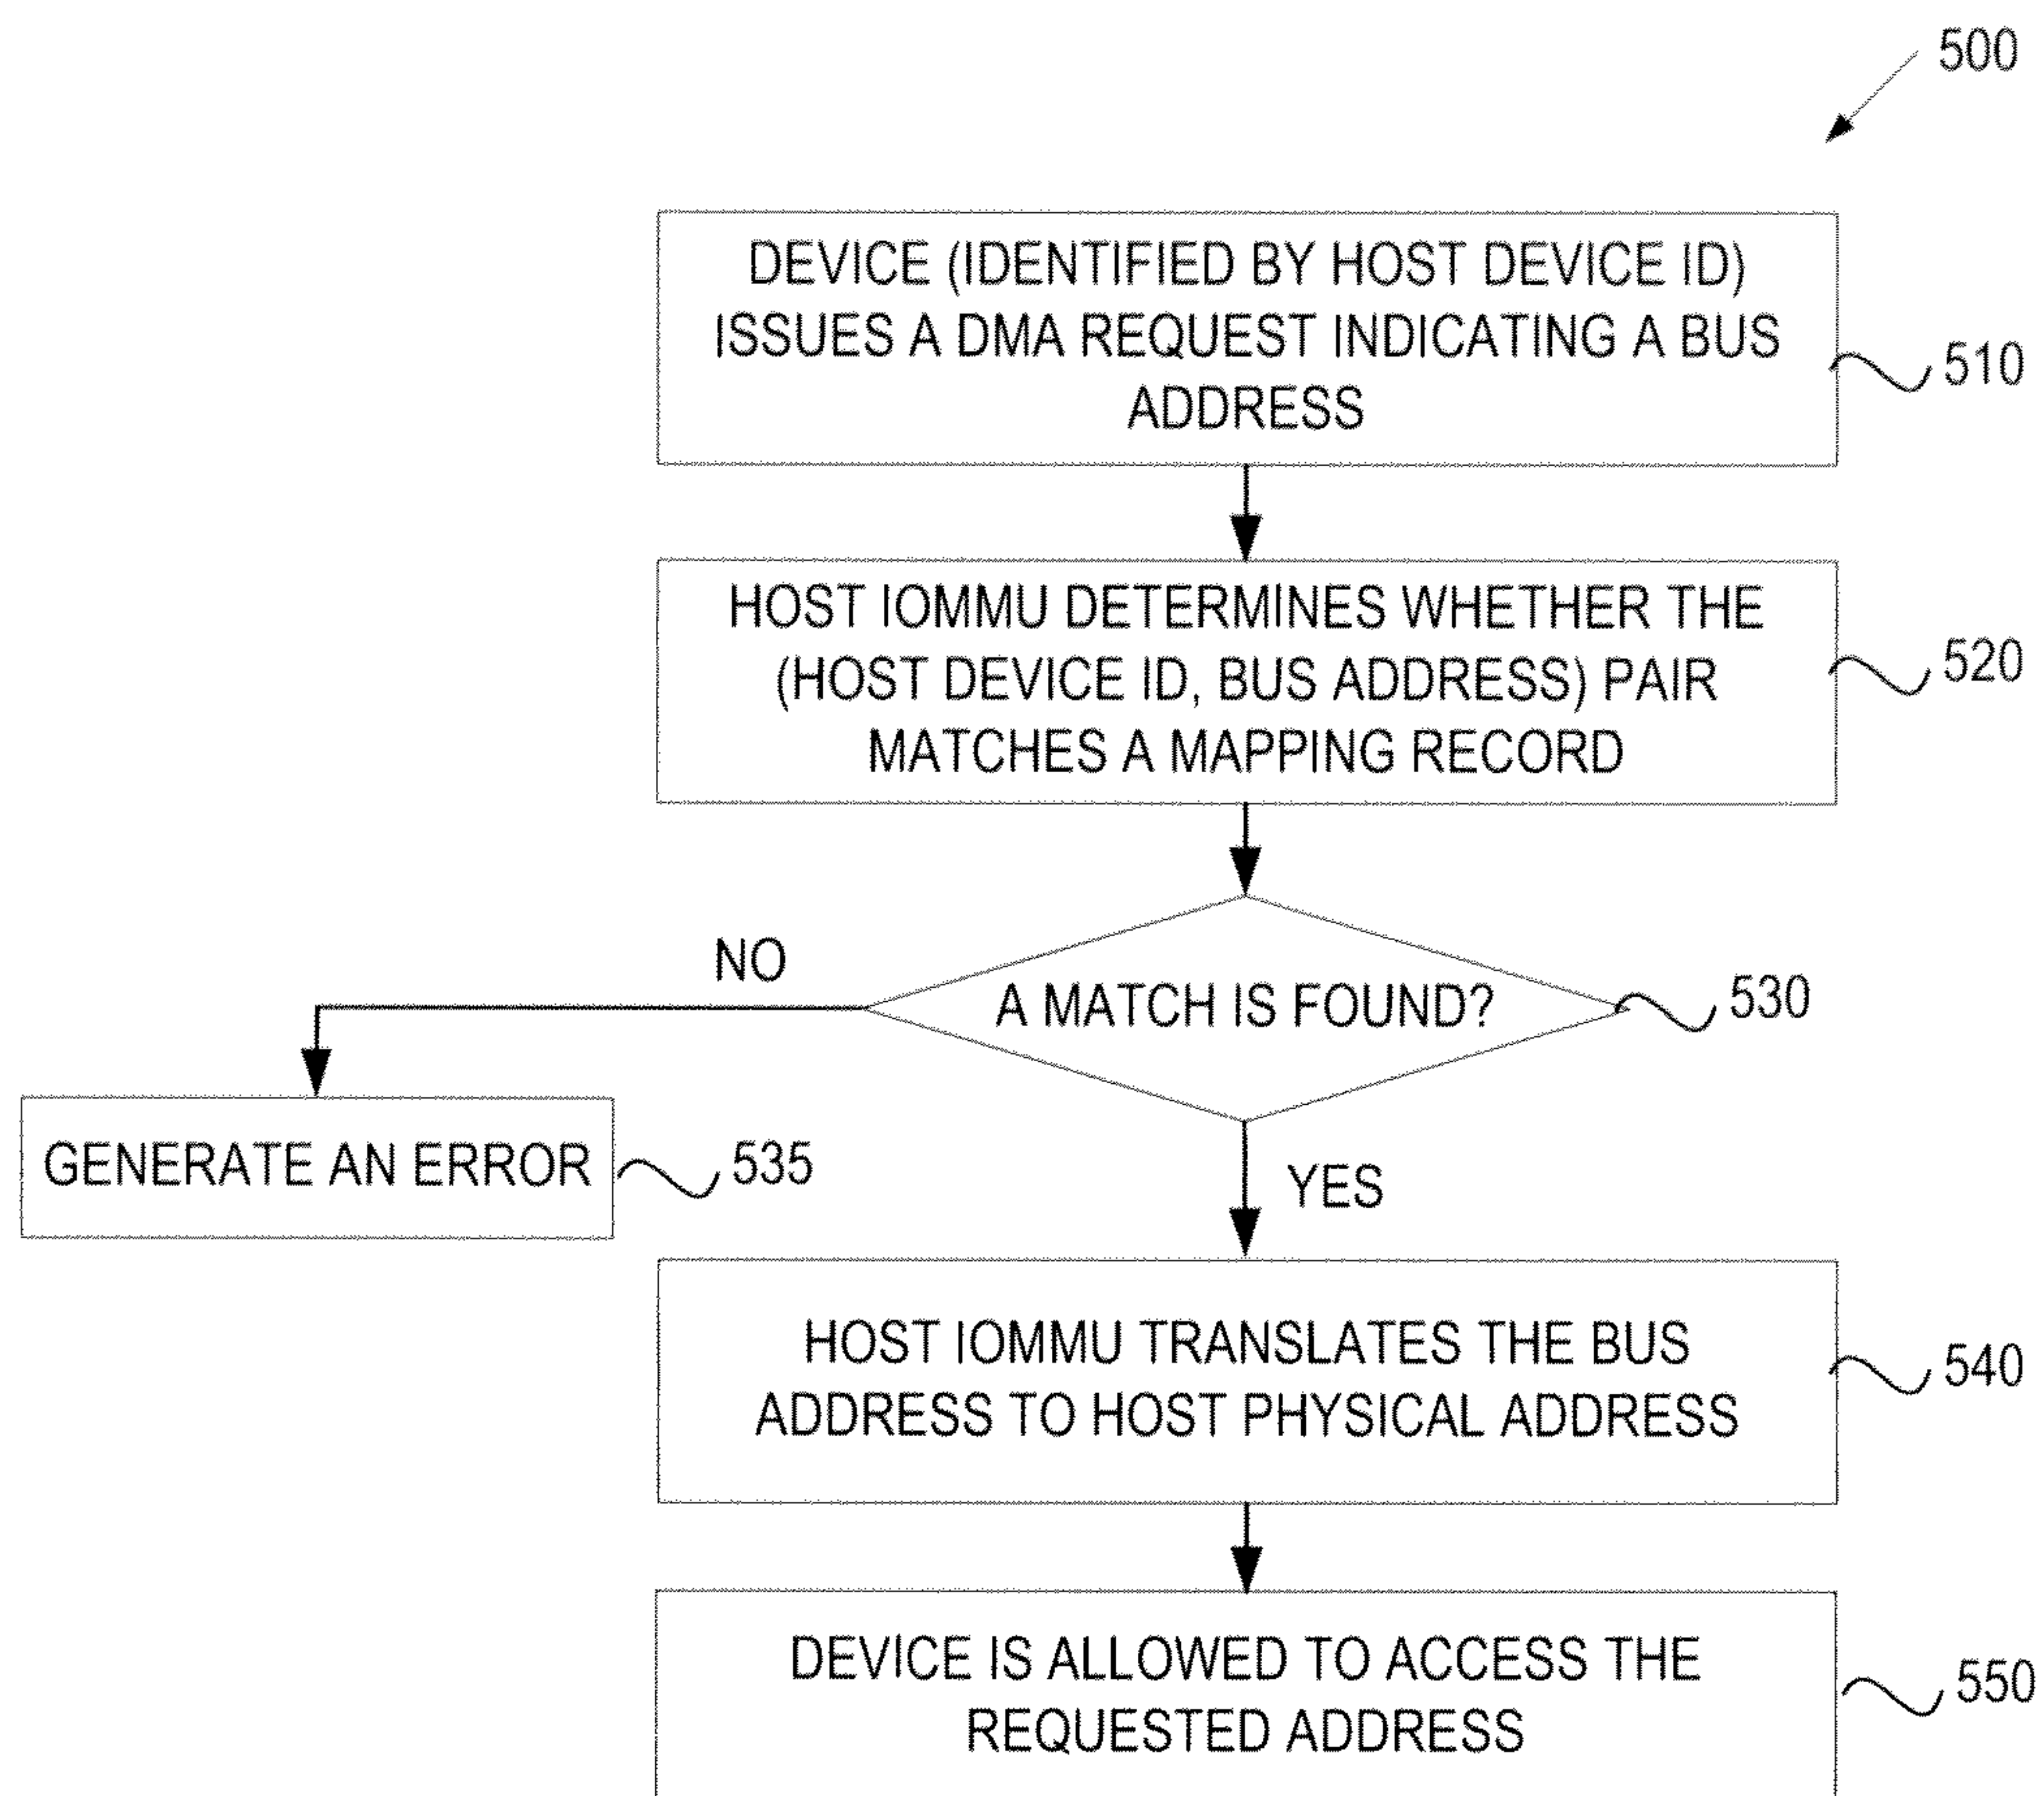 500
DEVICE (IDENTIFIED BY HOST DEVICE ID)
ISSUES A DMA REQUEST INDICATING A BUS
ADDRESS
510
HOST IOMMU DETERMINES WHETHER THE
(HOST DEVICE ID, BUS ADDRESS) PAIR
MATCHES A MAPPING RECORD
520
NO
A MATCH IS FOUND?
530
GENERATE AN ERROR
535
YES
HOST IOMMU TRANSLATES THE BUS
ADDRESS TO HOST PHYSICAL ADDRESS
540
DEVICE IS ALLOWED TO ACCESS THE
REQUESTED ADDRESS
550